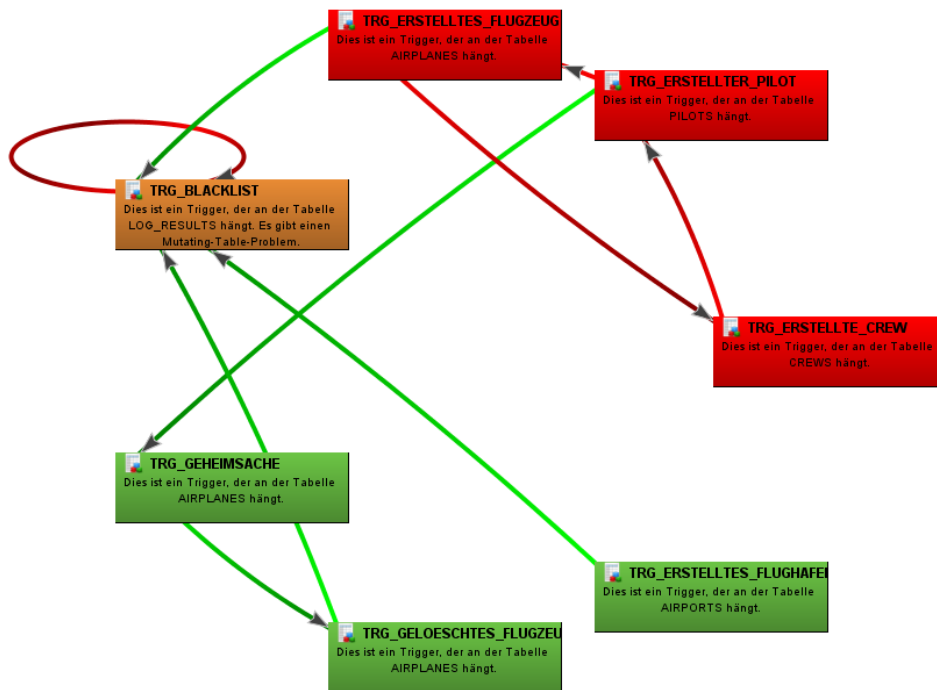 TRG_ERSTELLTES_FLUGZEUG
Dies ist ein Trigger, der an der Tabelle
AIRPLANES hängt.
TRG_ERSTELLTER_PILOT
Dies ist ein Trigger, der an der Tabelle
PILOTS hängt.
TRG_BLACKLIST
Dies ist ein Trigger, der an der Tabelle
LOG_RESULTS hängt. Es gibt einen
Mutating-Table-Problem.
TRG_ERSTELLTE_CREW
Dies ist ein Trigger, der an der Tabelle
CREWS hängt.
TRG_GEHEIMSACHE
Dies ist ein Trigger, der an der Tabelle
AIRPLANES hängt.
TRG_ERSTELLTES_FLUGHAFEN
Dies ist ein Trigger, der an der Tabelle
AIRPORTS hängt.
TRG_GELOESCHTES_FLUGZEU
Dies ist ein Trigger, der an der Tabelle
AIRPLANES hängt.